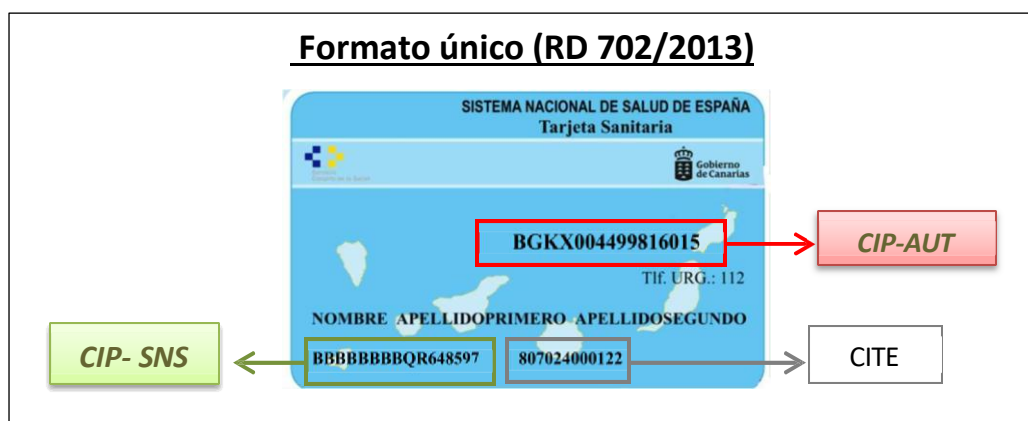 Formato único (RD 702/2013)
SISTEMA NACIONAL DE SALUD DE ESPAÑA
Tarjeta Sanitaria
Gobierno
de Canarias
BGKX004499816015
CIP-AUT
Tlf. URG.: 112
NOMBRE APELLIDOPRIMERO APELLIDOSEGUNDO
CIP- SNS
BBBBBBBBQR648597 807024000122
CITE